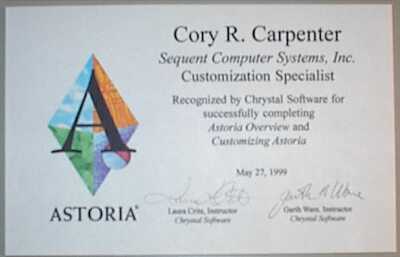 Cory R. Carpenter
Sequent Computer Systems, Inc.
Customization Specialist
Recognized by Chrystal Software for
successfully completing
Astoria Overview and
Customizing Astoria
May 27, 1999
A
ASTORIA®
Laura Crite, Instructor
Chrystal Software
Garth Ware, Instructor
Chrystal Software